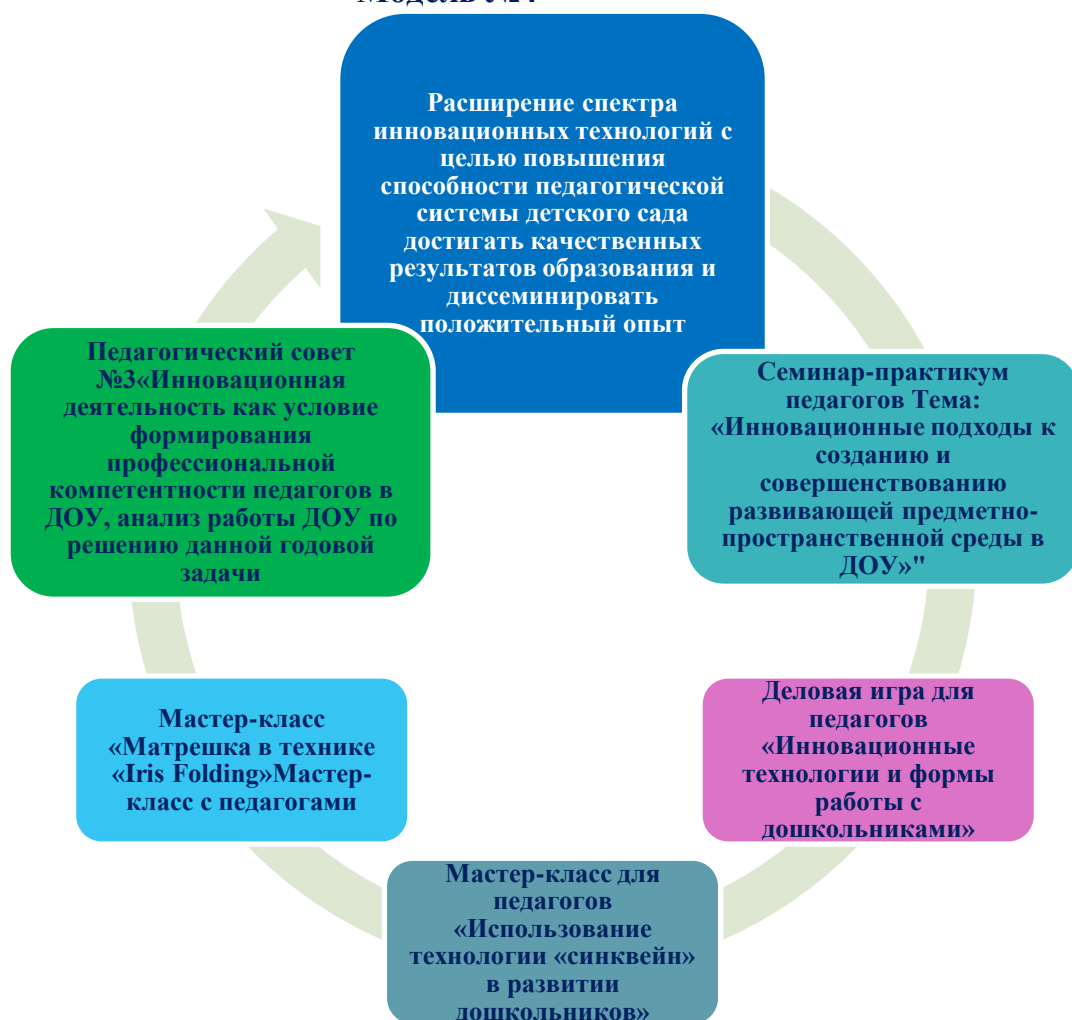 Расширение спектра
инновационных технологий с
целью повышения
способности педагогической
системы детского сада
достигать качественных
результатов образования и
диссеминировать
положительный опыт
Семинар-практикум
педагогов Тема:
«Инновационные подходы к
созданию и
совершенствованию
развивающей предметно-
пространственной среды в
ДОУ»"
Деловая игра для
педагогов
«Инновационные
технологии и формы
работы с
дошкольниками»
Мастер-класс для
педагогов
«Использование
технологии «синквейн»
в развитии
дошкольников»
Мастер-класс
«Матрешка в технике
«Iris Folding»Мастер-
класс с педагогами
Педагогический совет
№3«Инновационная
деятельность как условие
формирования
профессиональной
компетентности педагогов в
ДОУ, анализ работы ДОУ по
решению данной годовой
задачи